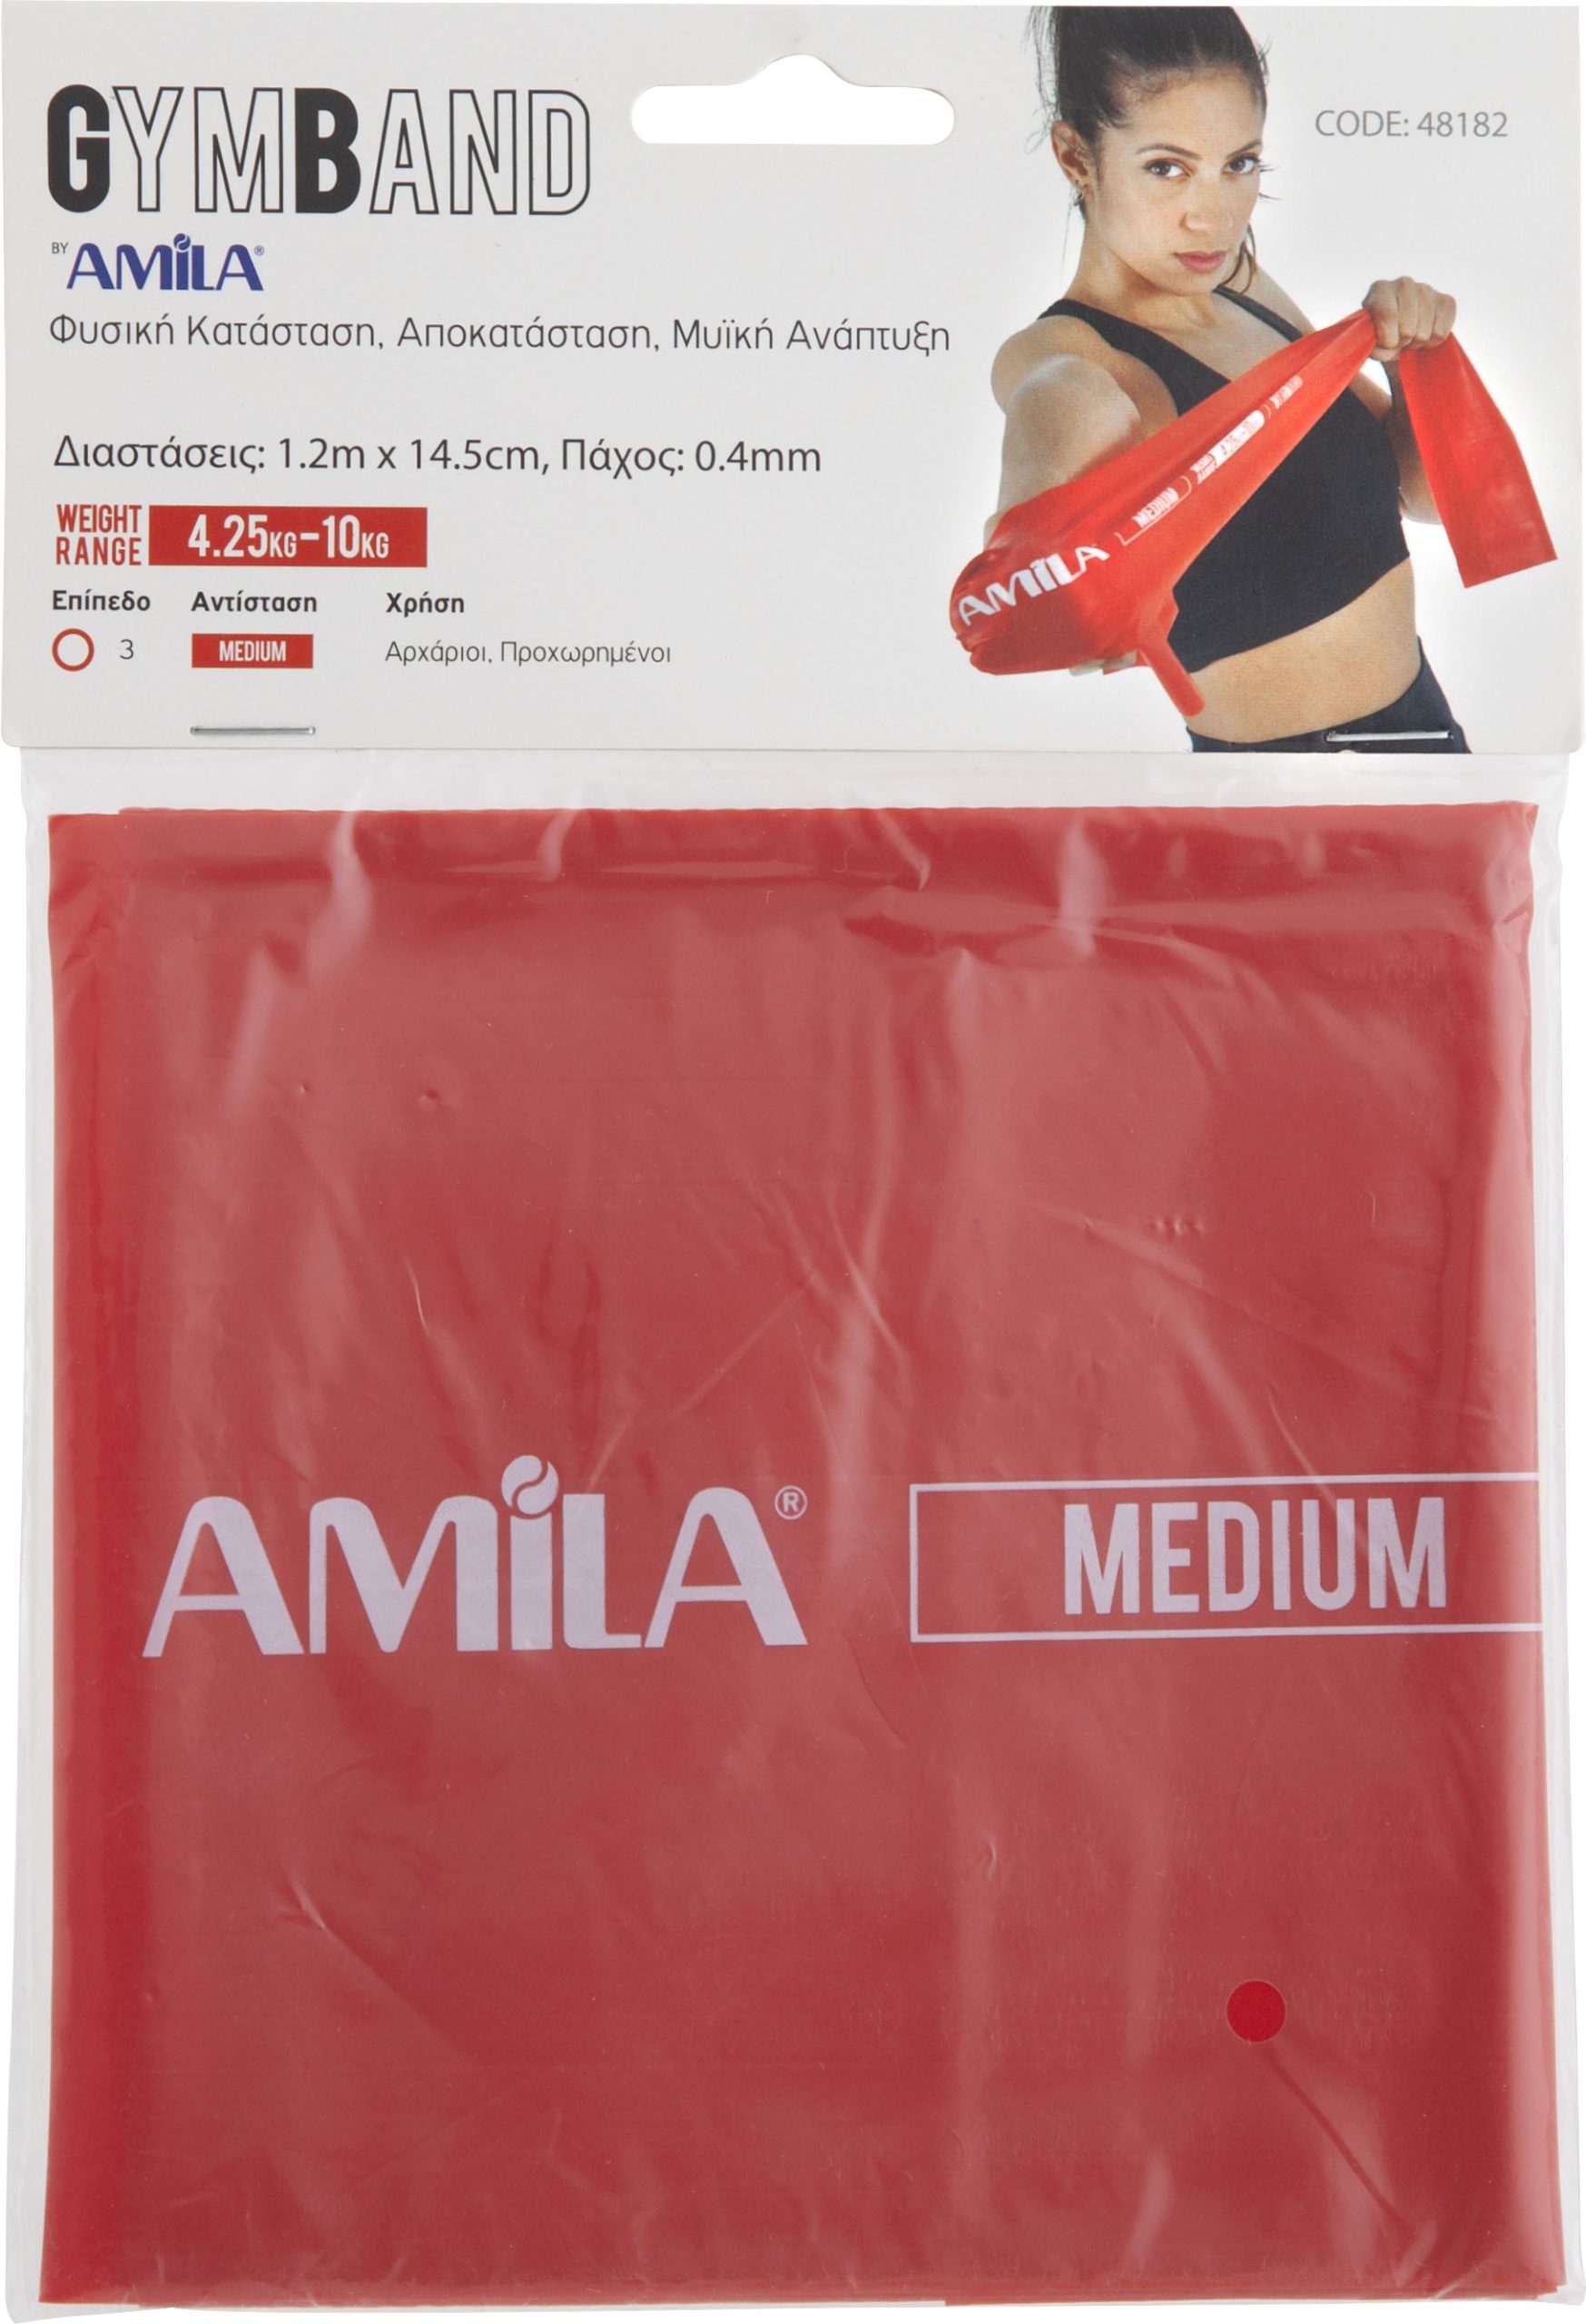 GYMBAND
CODE: 48182
BY AMILA®
Φυσική Κατάσταση, Αποκατάσταση, Μυϊκή Ανάπτυξη
Διαστάσεις: 1.2m x 14.5cm, Πάχος: 0.4mm
WEIGHT RANGE 4.25KG-10KG
Επίπεδο Αντίσταση Χρήση
3 MEDIUM Αρχάριοι, Προχωρημένοι
AMILA MEDIUM
AMILA® MEDIUM